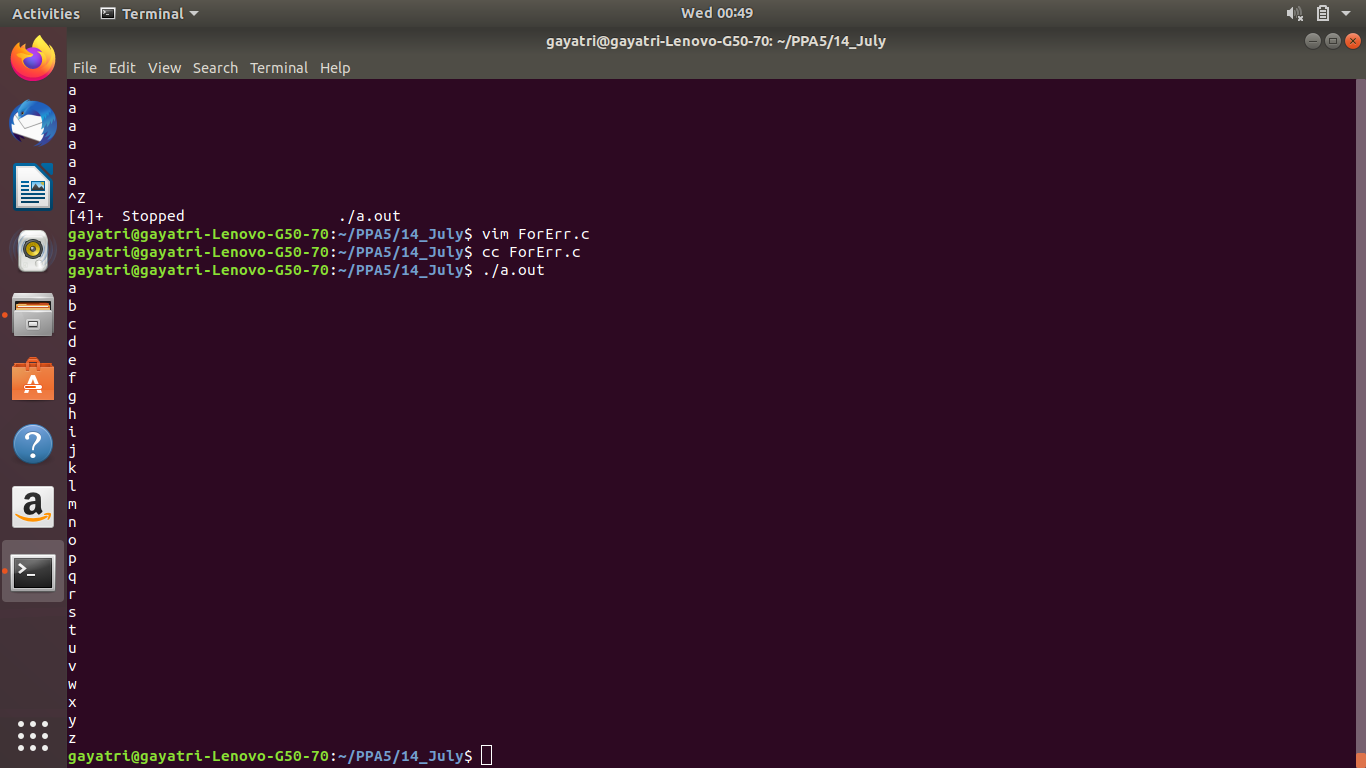 Activities Terminal Wed 00:49
gayatri@gayatri-Lenovo-G50-70: ~/PPA5/14_July
File Edit View Search Terminal Help
a
a
a
a
a
a
^Z
[4]+  Stopped                 ./a.out
gayatri@gayatri-Lenovo-G50-70:~/PPA5/14_July$ vim ForErr.c
gayatri@gayatri-Lenovo-G50-70:~/PPA5/14_July$ cc ForErr.c
gayatri@gayatri-Lenovo-G50-70:~/PPA5/14_July$ ./a.out
a
b
c
d
e
f
g
h
i
j
k
l
m
n
o
p
q
r
s
t
u
v
w
x
y
z
gayatri@gayatri-Lenovo-G50-70:~/PPA5/14_July$